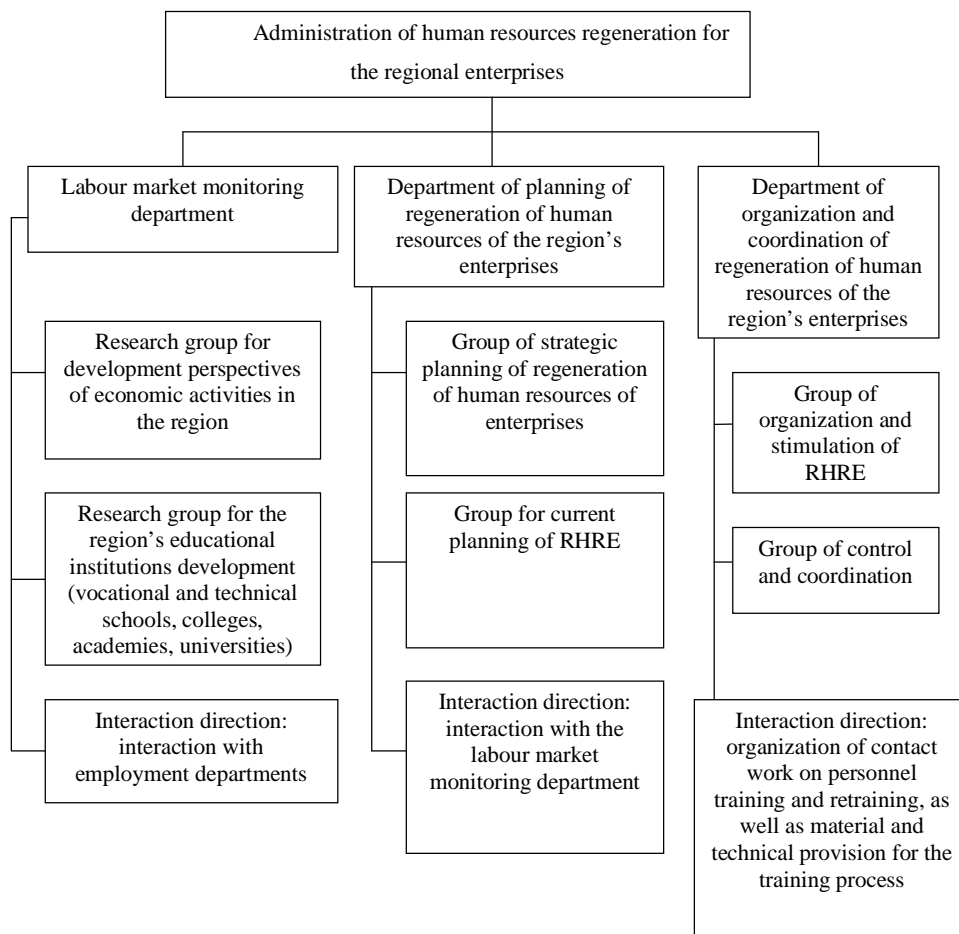 Administration of human resources regeneration for
the regional enterprises
Labour market monitoring
department
Department of planning of
regeneration of human
resources of the region’s
enterprises
Department of
organization and
coordination of
regeneration of human
resources of the
region’s enterprises
Research group for
development perspectives
of economic activities in
the region
Group of strategic
planning of regeneration
of human resources of
enterprises
Group of
organization and
stimulation of
RHRE
Research group for the
region’s educational
institutions development
(vocational and technical
schools, colleges,
academies, universities)
Group for current
planning of RHRE
Group of control
and coordination
Interaction direction:
interaction with
employment departments
Interaction direction:
interaction with the
labour market
monitoring department
Interaction direction:
organization of contact
work on personnel
training and retraining, as
well as material and
technical provision for the
training process